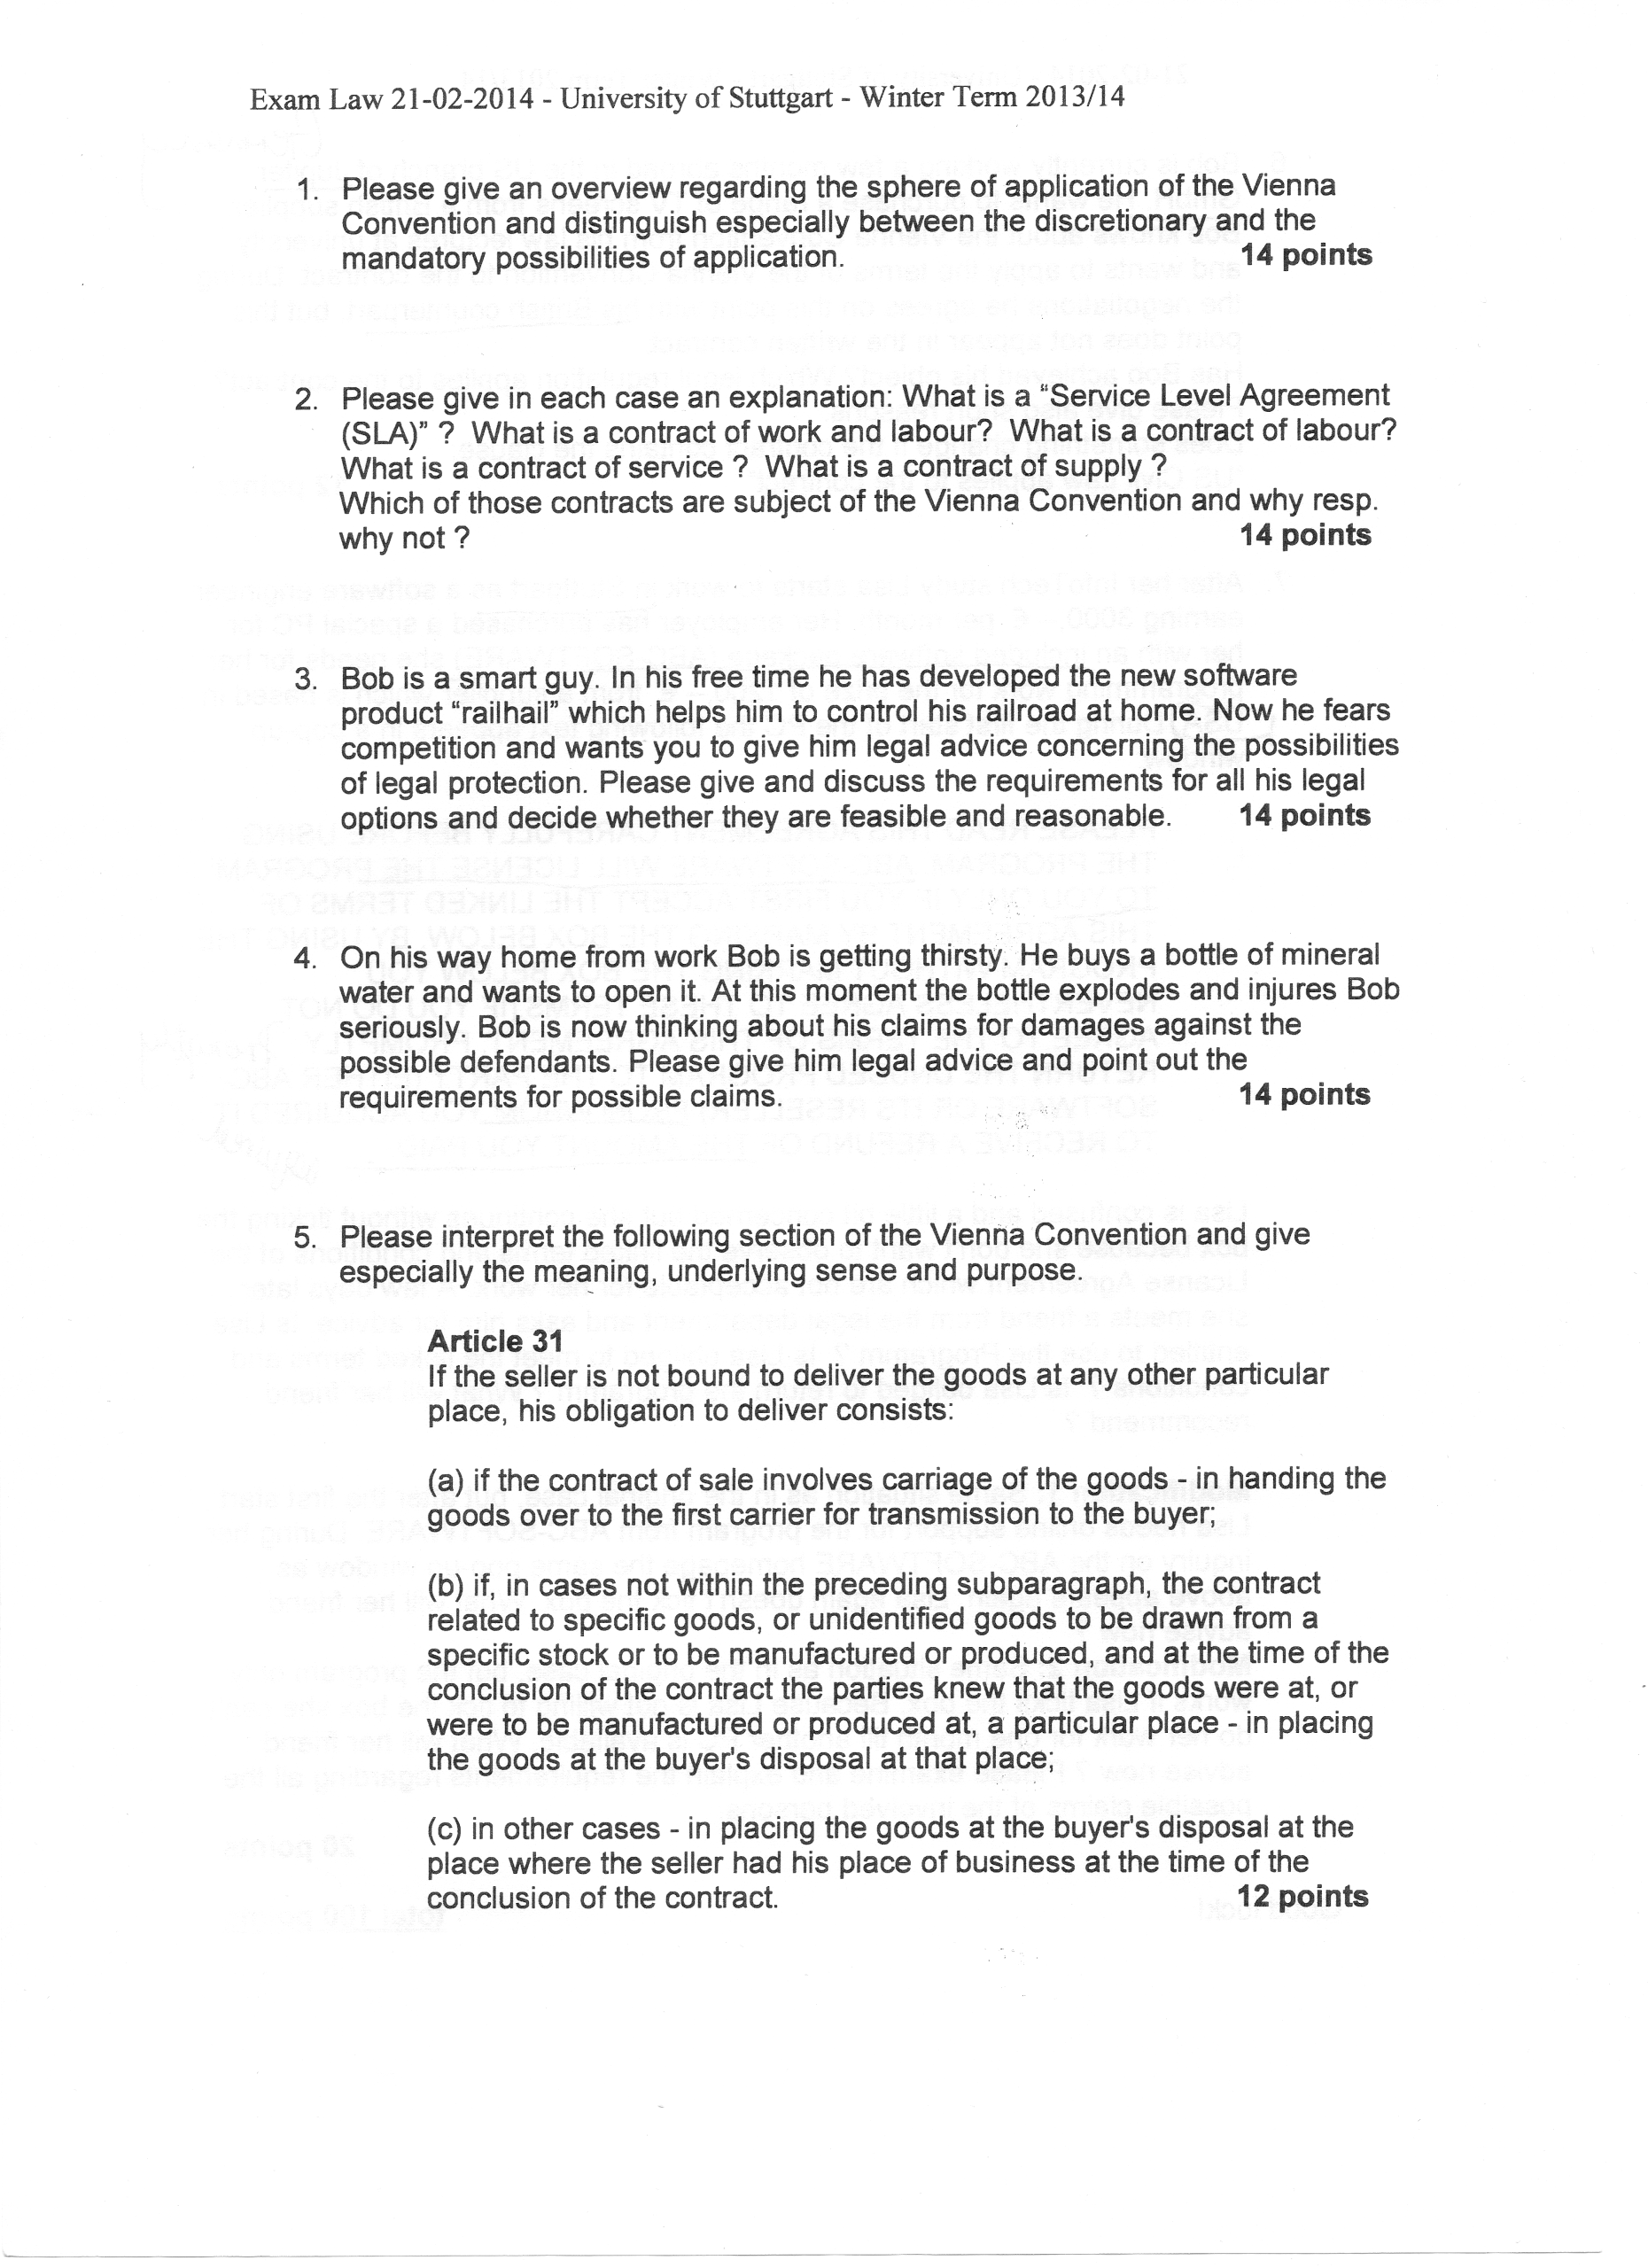 Exam Law 21-02-2014 - University of Stuttgart - Winter Term 2013/14
1. Please give an overview regarding the sphere of application of the Vienna
Convention and distinguish especially between the discretionary and the
mandatory possibilities of application. 14 points
2. Please give in each case an explanation: What is a “Service Level Agreement
(SLA)” ? What is a contract of work and labour? What is a contract of labour?
What is a contract of service ? What is a contract of supply ?
Which of those contracts are subject of the Vienna Convention and why resp.
why not ? 14 points
3. Bob is a smart guy. In his free time he has developed the new software
product “railhail” which helps him to control his railroad at home. Now he fears
competition and wants you to give him legal advice concerning the possibilities
of legal protection. Please give and discuss the requirements for all his legal
options and decide whether they are feasible and reasonable. 14 points
4. On his way home from work Bob is getting thirsty. He buys a bottle of mineral
water and wants to open it. At this moment the bottle explodes and injures Bob
seriously. Bob is now thinking about his claims for damages against the
possible defendants. Please give him legal advice and point out the
requirements for possible claims. 14 points
5. Please interpret the following section of the Vienna Convention and give
especially the meaning, underlying sense and purpose.
Article 31
If the seller is not bound to deliver the goods at any other particular
place, his obligation to deliver consists:
(a) if the contract of sale involves carriage of the goods - in handing the
goods over to the first carrier for transmission to the buyer;
(b) if, in cases not within the preceding subparagraph, the contract
related to specific goods, or unidentified goods to be drawn from a
specific stock or to be manufactured or produced, and at the time of the
conclusion of the contract the parties knew that the goods were at, or
were to be manufactured or produced at, a particular place - in placing
the goods at the buyer's disposal at that place;
(c) in other cases - in placing the goods at the buyer's disposal at the
place where the seller had his place of business at the time of the
conclusion of the contract. 12 points